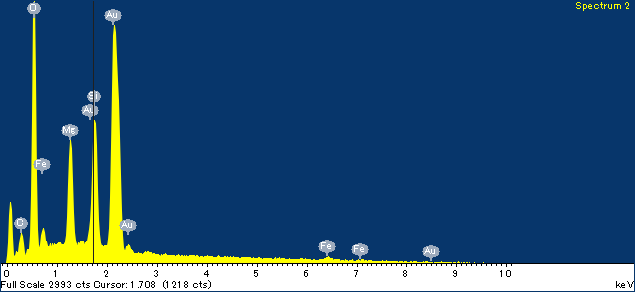 Spectrum 2
O
Au
Si
Au
Mg
Fe
C
Au
Fe
Fe
Au
0 1 2 3 4 5 6 7 8 9 10
Full Scale 2993 cts Cursor: 1.708 (1218 cts) keV